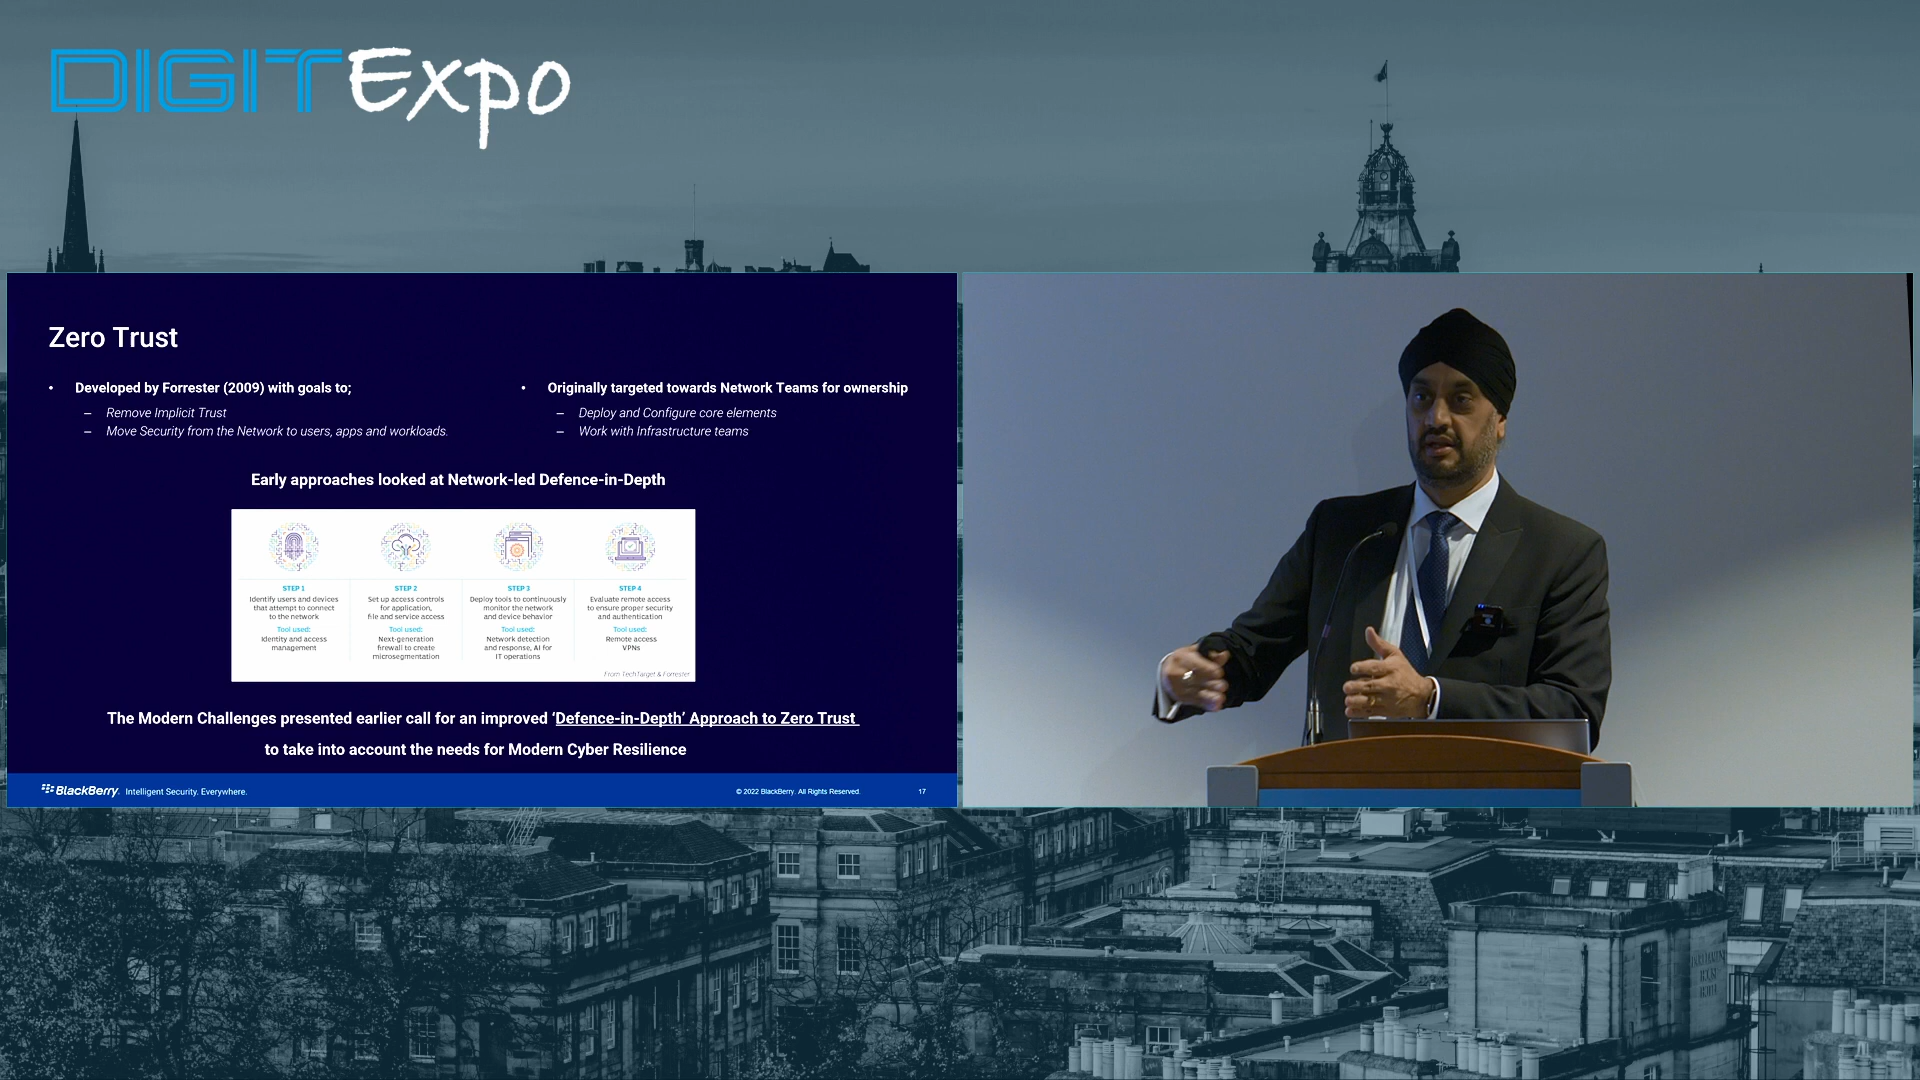 DIGITExpo
Zero Trust
• Developed by Forrester (2009) with goals to;
– Remove Implicit Trust
– Move Security from the Network to users, apps and workloads.
• Originally targeted towards Network Teams for ownership
– Deploy and Configure core elements
– Work with Infrastructure teams
Early approaches looked at Network-led Defence-in-Depth
STEP 1
Identify users and devices
that attempt to connect
to the network
Tool used:
Identity and access
management
STEP 2
Set up access controls
for application,
file and service access
Tool used:
Next-generation
firewall to create
microsegmentation
STEP 3
Deploy tools to continuously
monitor the network
and device behavior
Tool used:
Network detection
and response, AI for
IT operations
STEP 4
Evaluate remote access
to ensure proper security
and authentication
Tool used:
Remote access
VPNs
From TechTarget & Forrester
The Modern Challenges presented earlier call for an improved ‘Defence-in-Depth’ Approach to Zero Trust
to take into account the needs for Modern Cyber Resilience
BlackBerry. Intelligent Security. Everywhere.
© 2022 BlackBerry. All Rights Reserved.
17